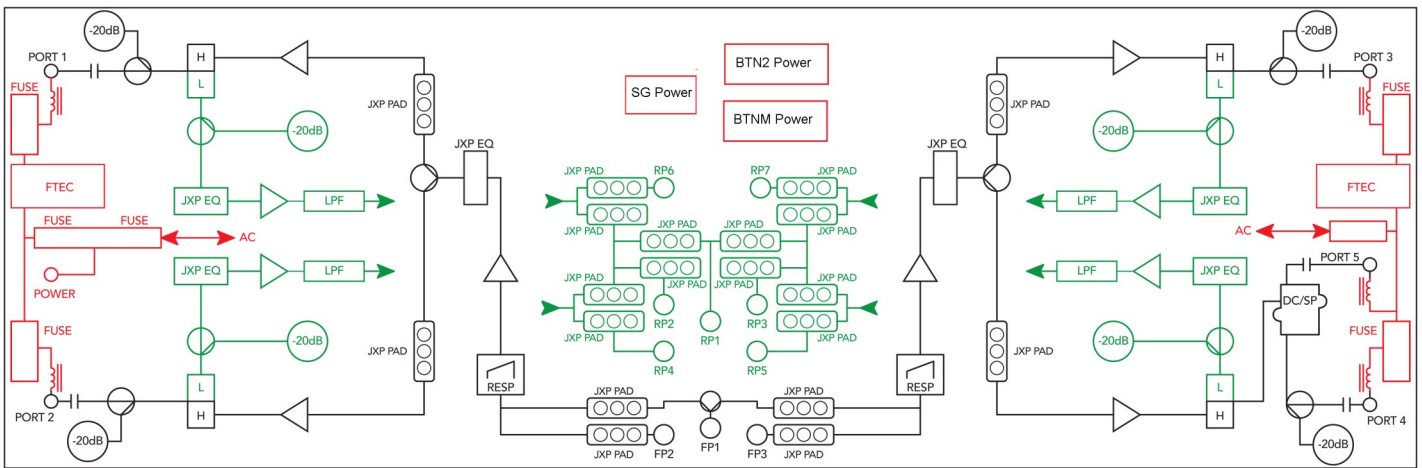 -20dB
-20dB
PORT 1
H
H
PORT 3
BTN2 Power
FUSE
L
L
FUSE
SG Power
JXP PAD
JXP PAD
BTNM Power
-20dB
-20dB
JXP EQ
JXP EQ
JXP PAD
JXP PAD
RP6
RP7
FTEC
FTEC
JXP EQ
LPF
LPF
JXP EQ
JXP PAD
JXP PAD
JXP PAD
JXP PAD
FUSE
FUSE
AC
AC
JXP EQ
LPF
LPF
JXP EQ
PORT 5
JXP PAD
JXP PAD
JXP PAD
JXP PAD
POWER
DC/SP
RP2
RP1
RP3
FUSE
FUSE
-20dB
-20dB
JXP PAD
JXP PAD
JXP PAD
JXP PAD
RP4
RP5
RESP
RESP
L
L
JXP PAD
JXP PAD
PORT 2
H
H
PORT 4
-20dB
-20dB
FP2
FP1
FP3
JXP PAD
JXP PAD